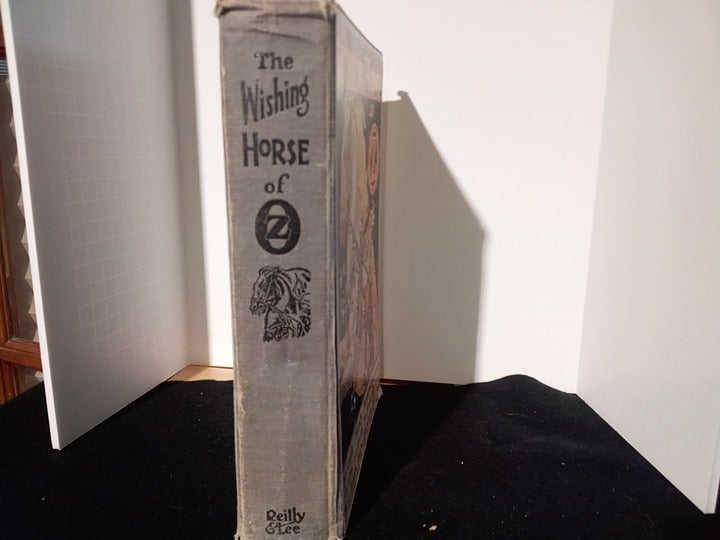 The
Wishing
HORSE
of
OZ
Reilly
& Lee